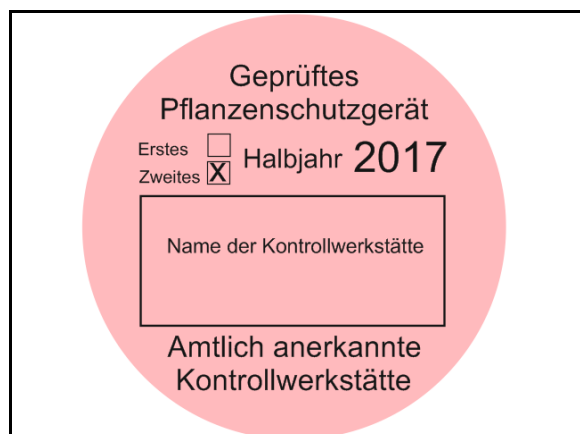 Geprüftes
Pflanzenschutzgerät
Erstes
Zweites X
Halbjahr 2017
Name der Kontrollwerkstätte
Amtlich anerkannte
Kontrollwerkstätte